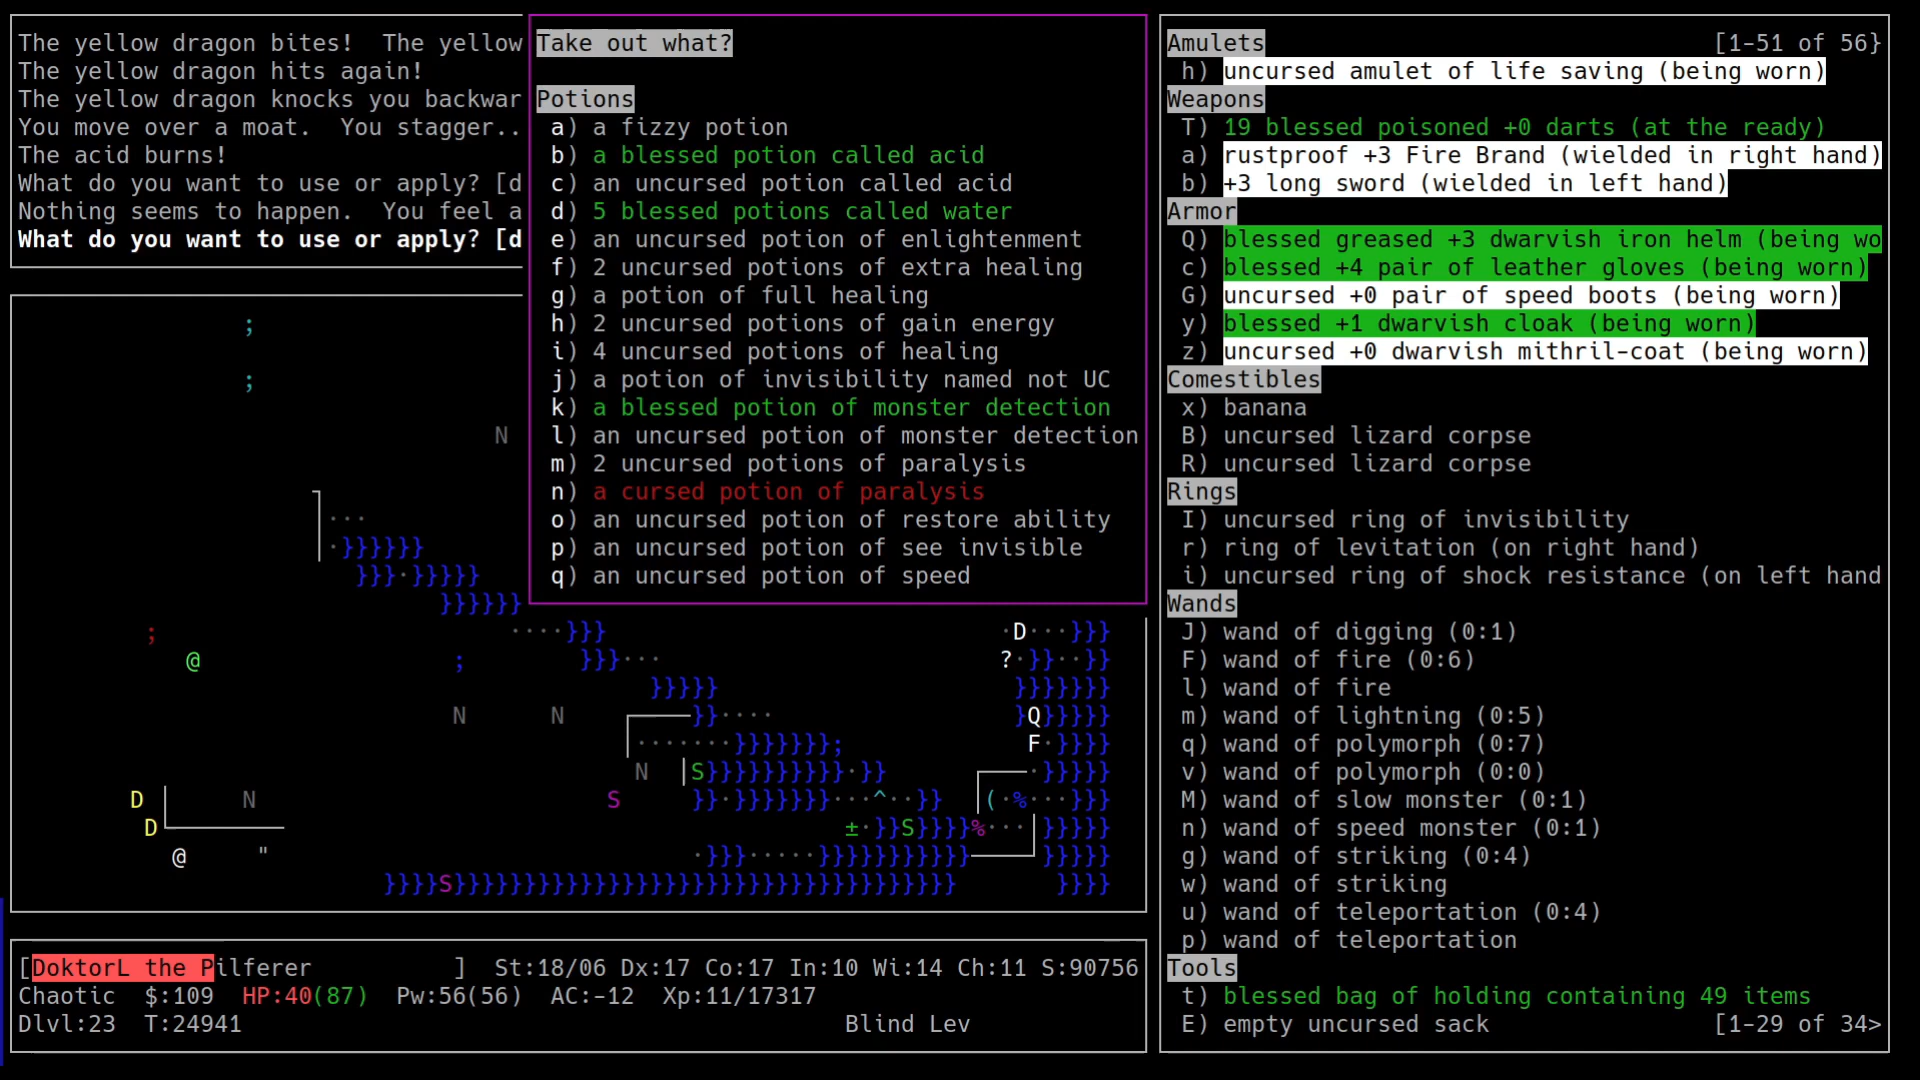 The yellow dragon bites!  The yellow
The yellow dragon hits again!
The yellow dragon knocks you backwar
You move over a moat.  You stagger..
The acid burns!
What do you want to use or apply? [d
Nothing seems to happen.  You feel a
What do you want to use or apply? [d
Take out what?
Potions
a) a fizzy potion
b) a blessed potion called acid
c) an uncursed potion called acid
d) 5 blessed potions called water
e) an uncursed potion of enlightenment
f) 2 uncursed potions of extra healing
g) a potion of full healing
h) 2 uncursed potions of gain energy
i) 4 uncursed potions of healing
j) a potion of invisibility named not UC
k) a blessed potion of monster detection
l) an uncursed potion of monster detection
m) 2 uncursed potions of paralysis
n) a cursed potion of paralysis
o) an uncursed potion of restore ability
p) an uncursed potion of see invisible
q) an uncursed potion of speed
Amulets [1-51 of 56}
h) uncursed amulet of life saving (being worn)
Weapons
T) 19 blessed poisoned +0 darts (at the ready)
a) rustproof +3 Fire Brand (wielded in right hand)
b) +3 long sword (wielded in left hand)
Armor
Q) blessed greased +3 dwarvish iron helm (being wo
c) blessed +4 pair of leather gloves (being worn)
G) uncursed +0 pair of speed boots (being worn)
y) blessed +1 dwarvish cloak (being worn)
z) uncursed +0 dwarvish mithril-coat (being worn)
Comestibles
x) banana
B) uncursed lizard corpse
R) uncursed lizard corpse
Rings
I) uncursed ring of invisibility
r) ring of levitation (on right hand)
i) uncursed ring of shock resistance (on left hand
Wands
J) wand of digging (0:1)
F) wand of fire (0:6)
l) wand of fire
m) wand of lightning (0:5)
q) wand of polymorph (0:7)
v) wand of polymorph (0:0)
M) wand of slow monster (0:1)
n) wand of speed monster (0:1)
g) wand of striking (0:4)
w) wand of striking
u) wand of teleportation (0:4)
p) wand of teleportation
Tools
t) blessed bag of holding containing 49 items
E) empty uncursed sack [1-29 of 34>
;
;
N
···
·}}}}}}
}}}·}}}}}
}}}}}}
; ····}}} ·D···}}}
@ ; }}}··· ?·}}··}}
}}}}} }}}}}}}
N N }}···· }Q}}}}}
·······}}}}}}}; F·}}}}
N S}}}}}}}}}}·}} ·}}}}}
D N S }}·}}}}}}}···^··}} (·%···}}}
D ±·}}S}}}}%··· }}}}}
@ " ·}}}·····}}}}}}}}}}} }}}}}
}}}}S}}}}}}}}}}}}}}}}}}}}}}}}}}}}}}}}}}}} }}}}
[DoktorL the Pilferer          ]  St:18/06 Dx:17 Co:17 In:10 Wi:14 Ch:11 S:90756
Chaotic  $:109  HP:40(87)  Pw:56(56)  AC:-12  Xp:11/17317
Dlvl:23  T:24941 Blind Lev